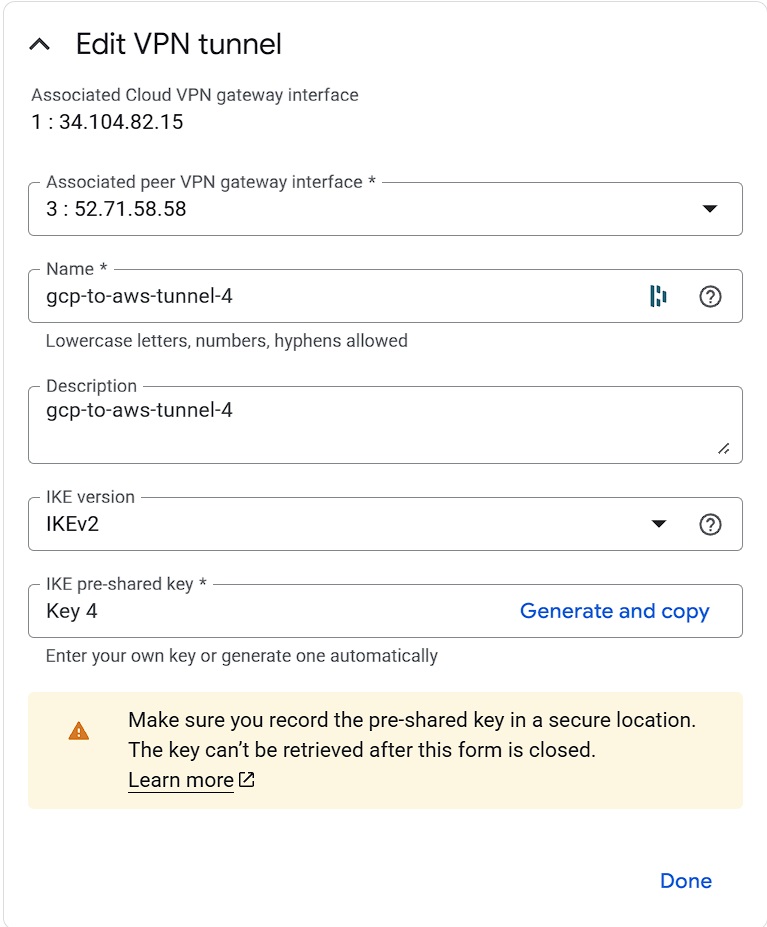 Edit VPN tunnel
Associated Cloud VPN gateway interface
1 : 34.104.82.15
Associated peer VPN gateway interface *
3 : 52.71.58.58
Name *
gcp-to-aws-tunnel-4
Lowercase letters, numbers, hyphens allowed
Description
gcp-to-aws-tunnel-4
IKE version
IKEv2
IKE pre-shared key *
Key 4
Generate and copy
Enter your own key or generate one automatically
Make sure you record the pre-shared key in a secure location.
The key can’t be retrieved after this form is closed.
Learn more
Done